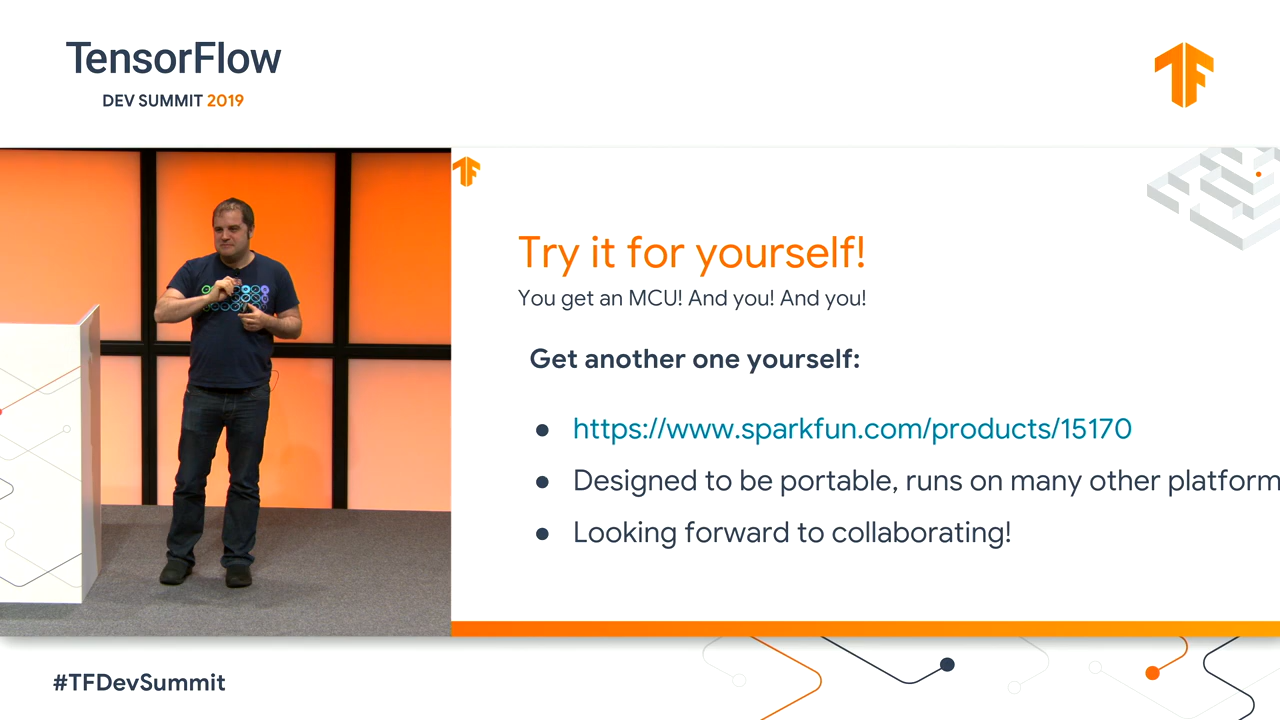 TensorFlow
DEV SUMMIT 2019
Try it for yourself!
You get an MCU! And you! And you!
Get another one yourself:
https://www.sparkfun.com/products/15170
Designed to be portable, runs on many other platform
Looking forward to collaborating!
#TFDevSummit